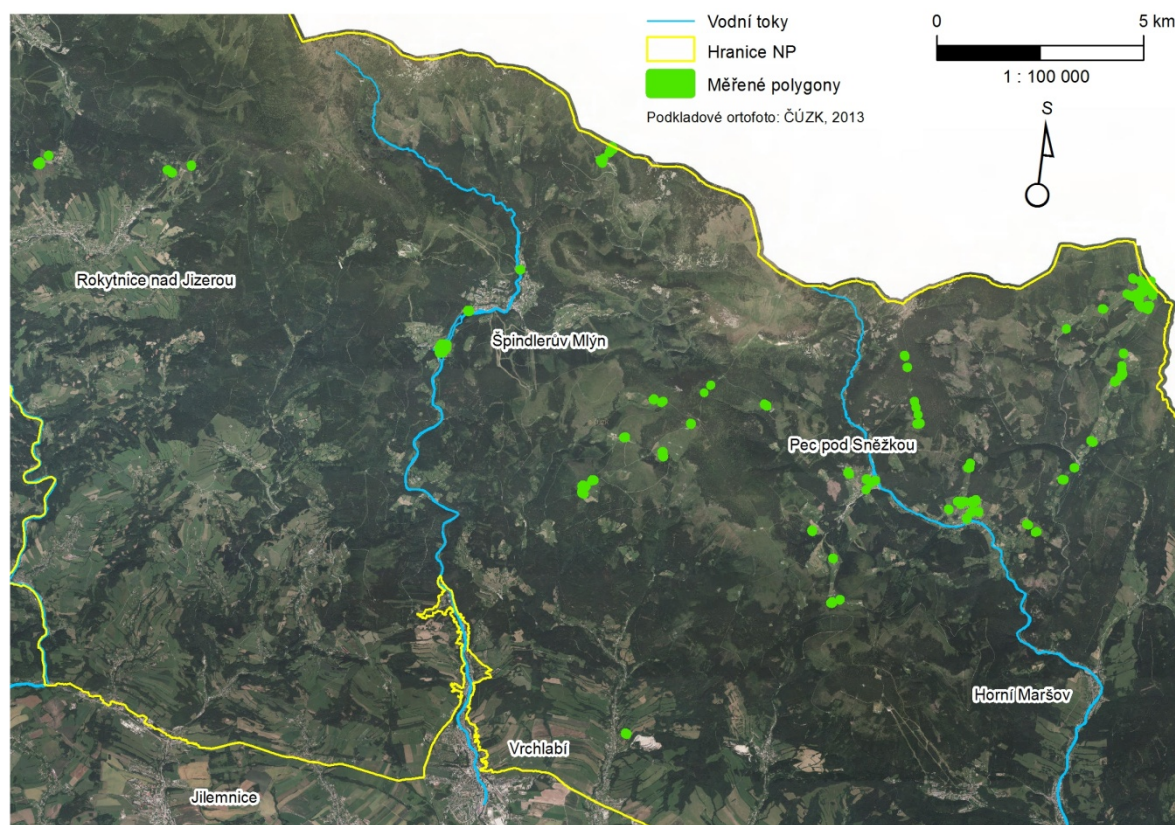 Vodní toky
Hranice NP
Měřené polygony
Podkladové ortofoto: ČÚZK, 2013
0 5 km
1 : 100 000
S
Rokytnice nad Jizerou
Špindlerův Mlýn
Pec pod Sněžkou
Horní Maršov
Vrchlabí
Jilemnice